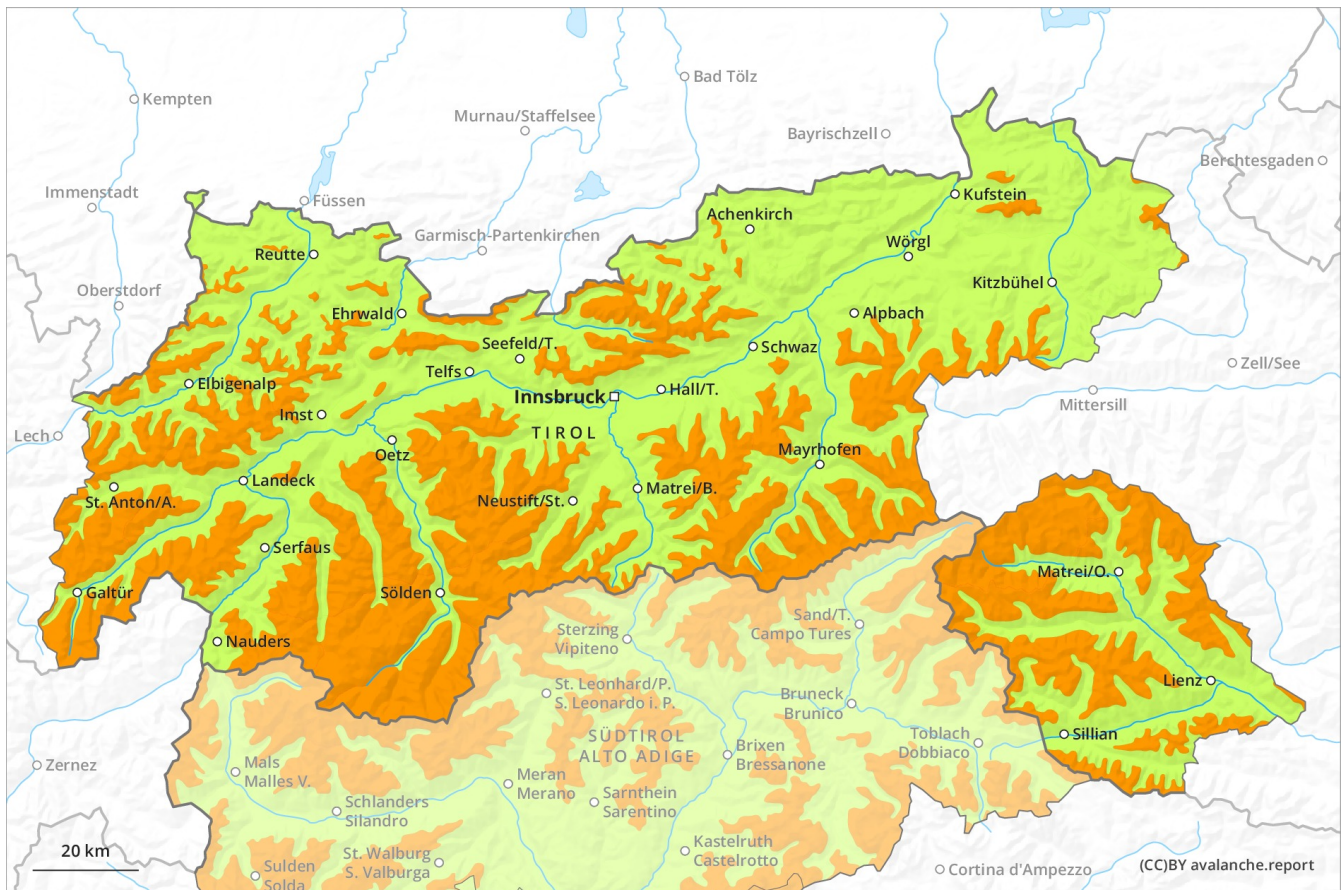 Bad Tölz
Kempten
Murnau/Staffelsee
Bayrischzell
Berchtesgaden
Immenstadt
Füssen
Kufstein
Achenkirch
Garmisch-Partenkirchen
Wörgl
Reutte
Oberstdorf
Kitzbühel
Ehrwald
Alpbach
Seefeld/T.
Schwaz
Zell/See
Telfs
Elbigenalp
Hall/T.
Innsbruck
Mittersill
Imst
Lech
TIROL
Oetz
Mayrhofen
Landeck
Matrei/B.
St. Anton/A.
Neustift/St.
Serfaus
Matrei/O.
Galtür
Sölden
Sand/T.
Campo Tures
Sterzing
Vipiteno
Nauders
Lienz
St. Leonhard/P.
S. Leonardo i. P.
Bruneck
Brunico
SÜDTIROL
ALTO ADIGE
Toblach
Dobbiaco
Sillian
Brixen
Bressanone
Zernez
Mals
Malles V.
Meran
Merano
Sarnthein
Sarentino
Schlanders
Silandro
Kastelruth
Castelrotto
20 km
St. Walburg
S. Valburga
Sulden
Solda
Cortina d'Ampezzo
(CC)BY avalanche.report